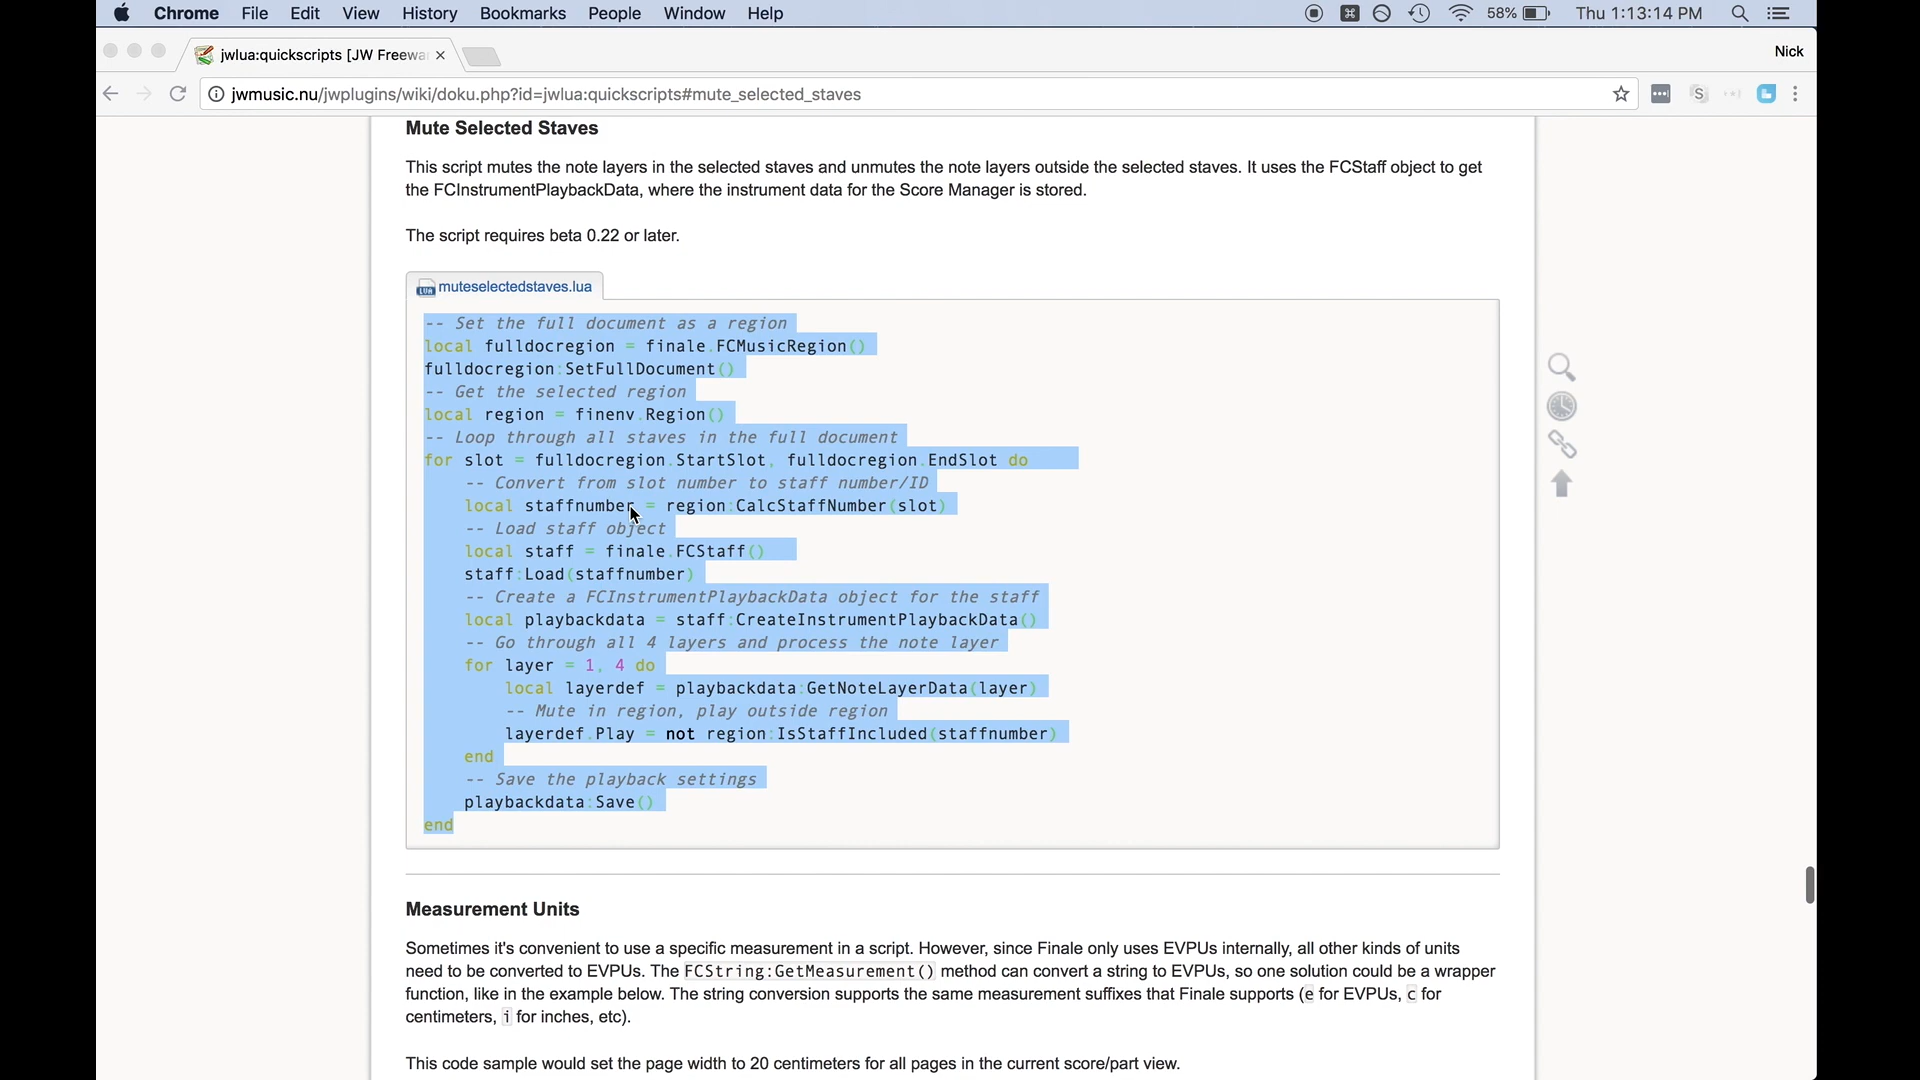 Chrome File Edit View History Bookmarks People Window Help 58% Thu 1:13:14 PM
jwlua:quickscripts [JW Freewa Nick
jwmusic.nu/jwplugins/wiki/doku.php?id=jwlua:quickscripts#mute_selected_staves
Mute Selected Staves
This script mutes the note layers in the selected staves and unmutes the note layers outside the selected staves. It uses the FCStaff object to get
the FCInstrumentPlaybackData, where the instrument data for the Score Manager is stored.
The script requires beta 0.22 or later.
muteselectedstaves.lua
-- Set the full document as a region
local fulldocregion = finale.FCMusicRegion()
fulldocregion:SetFullDocument()
-- Get the selected region
local region = finenv.Region()
-- Loop through all staves in the full document
for slot = fulldocregion.StartSlot, fulldocregion.EndSlot do
-- Convert from slot number to staff number/ID
local staffnumber = region:CalcStaffNumber(slot)
-- Load staff object
local staff = finale.FCStaff()
staff:Load(staffnumber)
-- Create a FCInstrumentPlaybackData object for the staff
local playbackdata = staff:CreateInstrumentPlaybackData()
-- Go through all 4 layers and process the note layer
for layer = 1, 4 do
local layerdef = playbackdata:GetNoteLayerData(layer)
-- Mute in region, play outside region
layerdef.Play = not region:IsStaffIncluded(staffnumber)
end
-- Save the playback settings
playbackdata:Save()
end
Measurement Units
Sometimes it's convenient to use a specific measurement in a script. However, since Finale only uses EVPUs internally, all other kinds of units
need to be converted to EVPUs. The FCString:GetMeasurement() method can convert a string to EVPUs, so one solution could be a wrapper
function, like in the example below. The string conversion supports the same measurement suffixes that Finale supports (e for EVPUs, c for
centimeters, i for inches, etc).
This code sample would set the page width to 20 centimeters for all pages in the current score/part view.